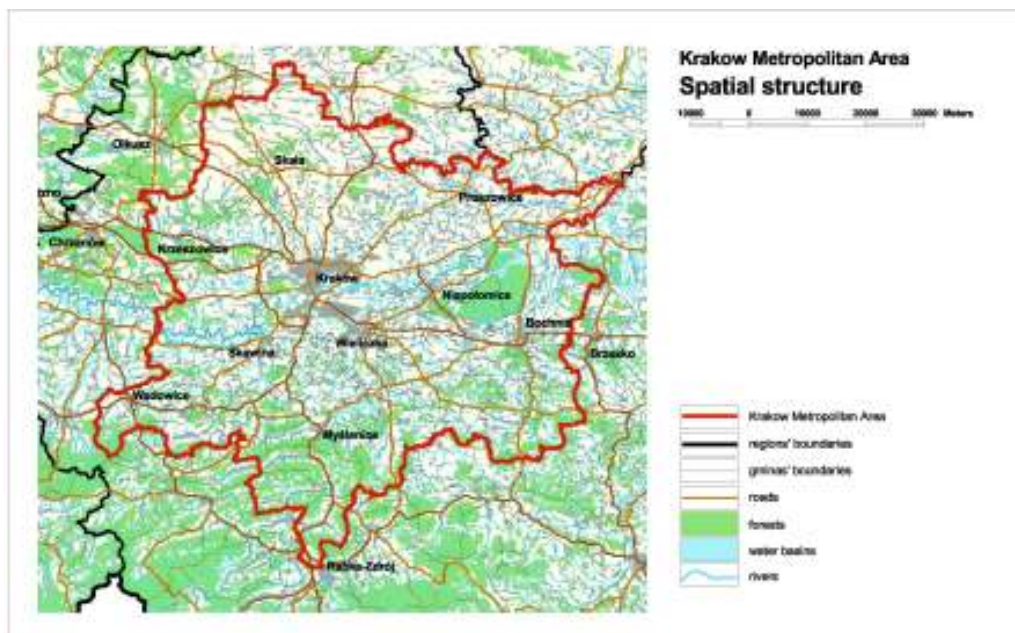 Krakow Metropolitan Area
Spatial structure
10000 0 10000 20000 30000 Meters
Olkusz
Skała
Proszowice
Chrzanów
Krzeszowice
Kraków
Niepołomice
Bochnia
Skawina
Wieliczka
Brzesko
Wadowice
Myślenice
Rabka-Zdrój
Krakow Metropolitan Area
regions' boundaries
gminas' boundaries
roads
forests
water basins
rivers